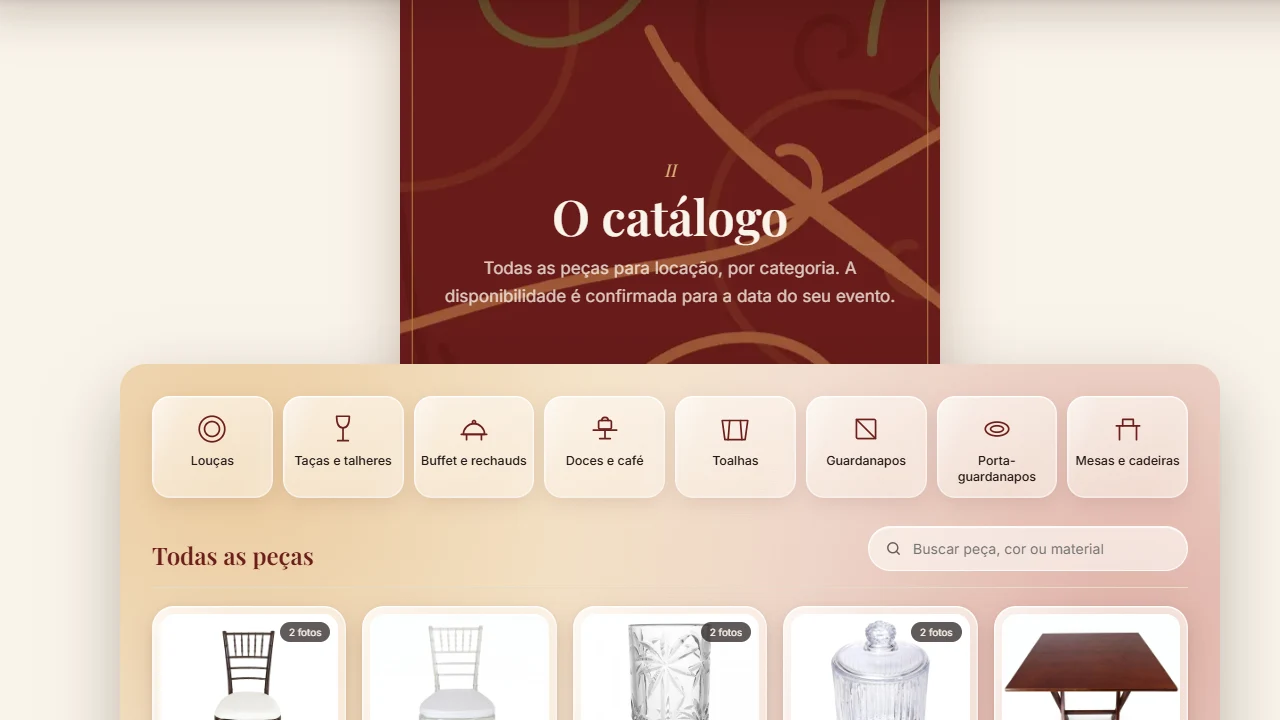 II
O catálogo
Todas as peças para locação, por categoria. A
disponibilidade é confirmada para a data do seu evento.
Louças
Taças e talheres
Buffet e rechauds
Doces e café
Toalhas
Guardanapos
Porta-
guardanapos
Mesas e cadeiras
Todas as peças
Buscar peça, cor ou material
2 fotos
2 fotos
2 fotos